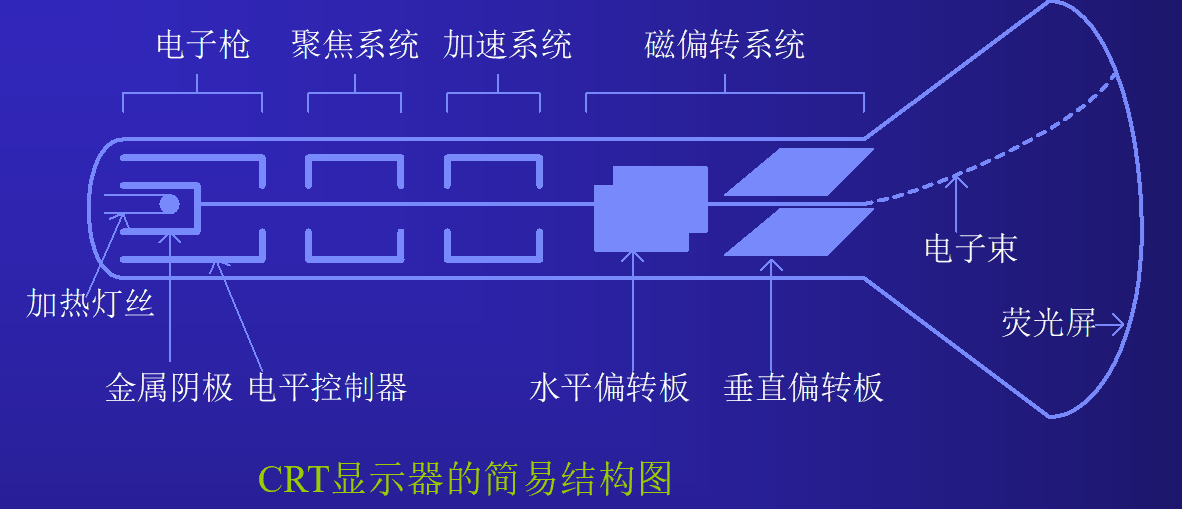 电子枪 聚焦系统 加速系统 磁偏转系统
电子束
加热灯丝
荧光屏
金属阴极 电平控制器 水平偏转板 垂直偏转板
CRT显示器的简易结构图